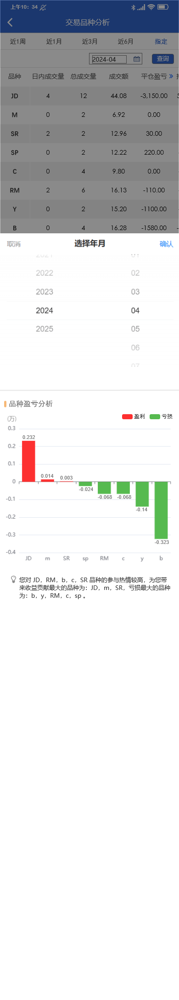 上午10：34
交易品种分析
近1周 近1月 近3月 近6月 指定
2024-04 查询
品种 日内成交量 总成交量 成交额 平仓盈亏 »
JD 4 12 44.08 -3,150.00
M 0 2 6.92 0.00
SR 2 2 12.96 30.00
SP 0 2 12.22 220.00
C 0 4 9.80 0.00
RM 2 6 16.13 -110.00
Y 0 2 15.20 -1100.00
B 0 4 16.28 -1580.00
取消 选择年月 确认
2021 01
2022 02
2023 03
2024 04
2025 05
06
07
品种盈亏分析
(万) 盈利 亏损
0.3
0.232
0.2
0.1
0.014 0.003
0
-0.024
-0.068 -0.068
-0.1
-0.14
-0.2
-0.3
-0.323
-0.4
JD m SR sp RM c y b
您对 JD，RM，b，c，SR 品种的参与热情较高，为您带
来收益贡献最大的品种为：JD，m，SR，亏损最大的品种
为：b，y，RM，c，sp 。